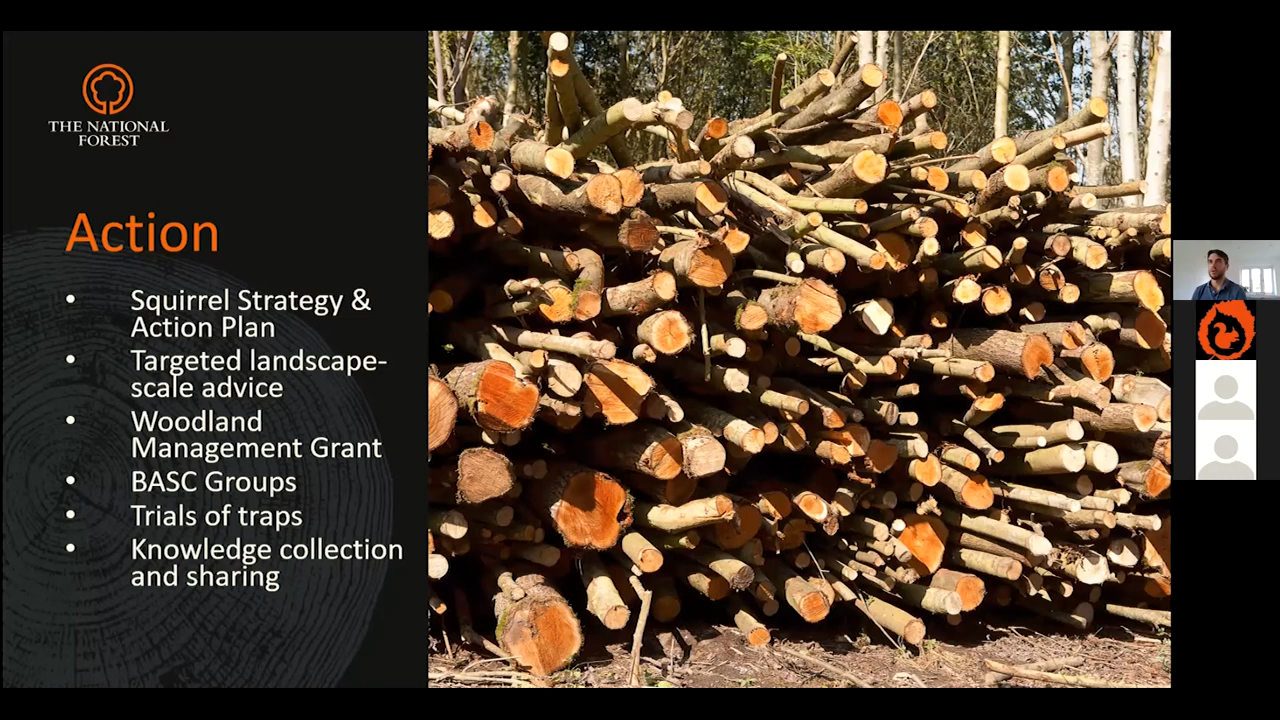 THE NATIONAL
FOREST
Action
• Squirrel Strategy &
Action Plan
• Targeted landscape-
scale advice
• Woodland
Management Grant
• BASC Groups
• Trials of traps
• Knowledge collection
and sharing